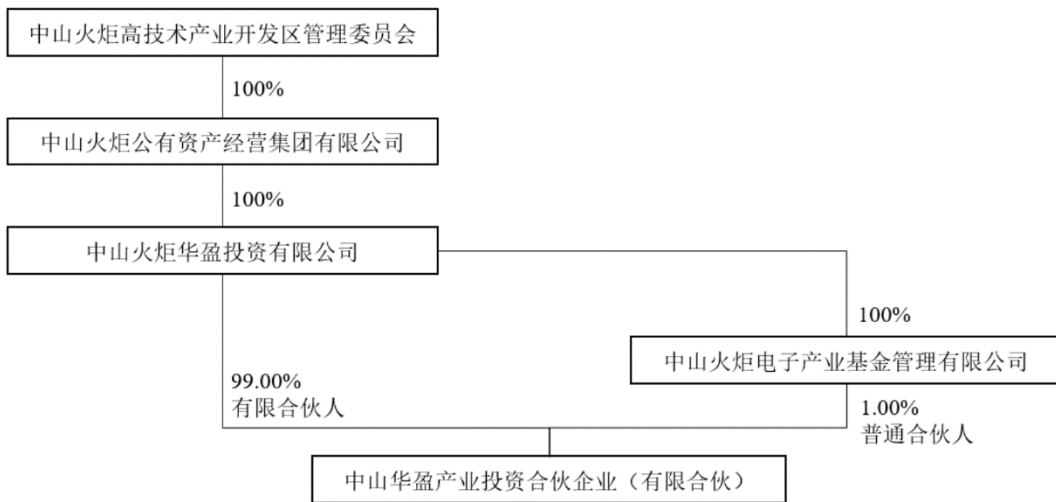 中山火炬高技术产业开发区管理委员会
100%
中山火炬公有资产经营集团有限公司
100%
中山火炬华盈投资有限公司
100%
中山火炬电子产业基金管理有限公司
99.00%
有限合伙人
1.00%
普通合伙人
中山华盈产业投资合伙企业（有限合伙）